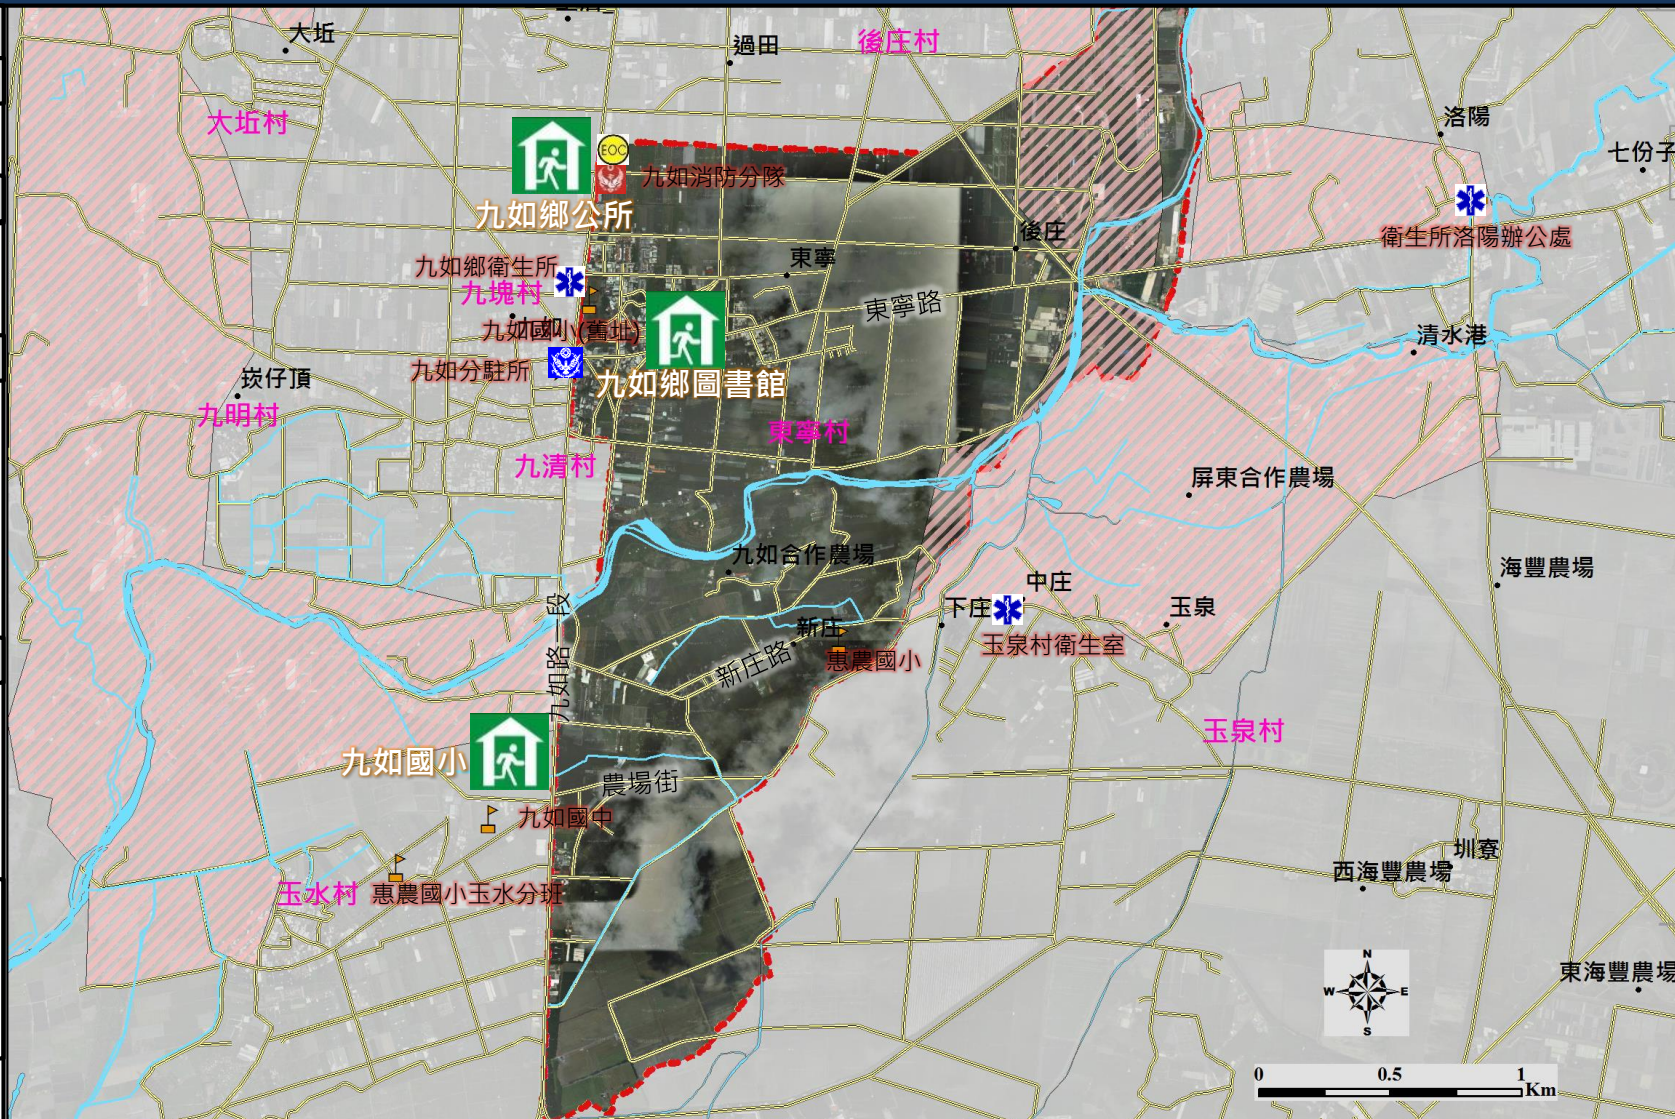 大坵
過田
後庄村
洛陽
大坵村
七份子
EOC
九如消防分隊
九如鄉公所
後庄
衛生所洛陽辦公處
東寧
九如鄉衛生所
九塊村
東寧路
九如
九如國小(舊址)
清水港
九如分駐所
崁仔頂
九如鄉圖書館
九明村
東寧村
九清村
屏東合作農場
九如合作農場
海豐農場
中庄
下庄
玉泉
九如路一段
新庄
玉泉村衛生室
惠農國小
新庄路
玉泉村
九如國小
農場街
九如國中
圳寮
西海豐農場
玉水村
惠農國小玉水分班
N
W
E
S
東海豐農場
0
0.5
1
Km